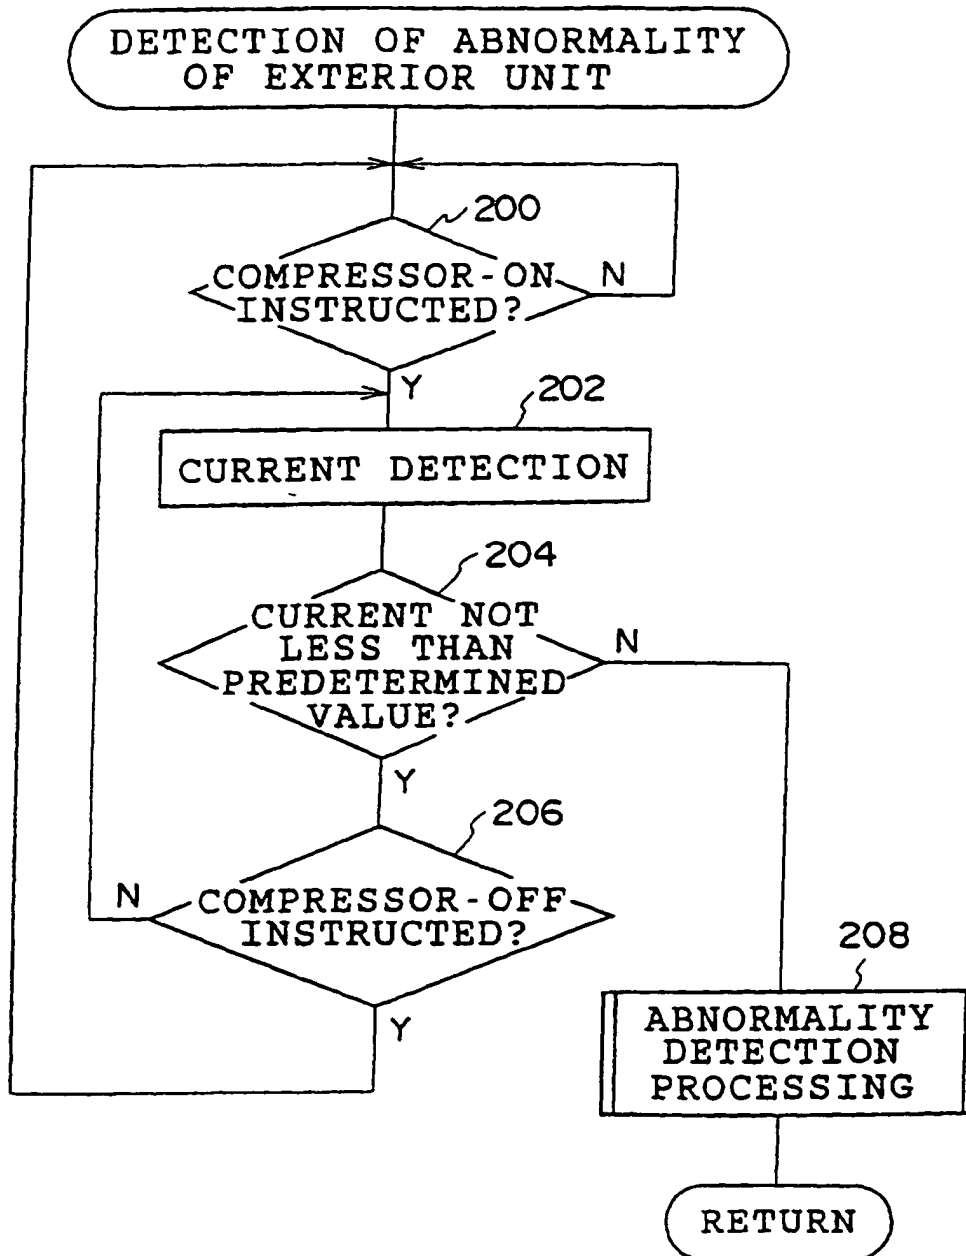 DETECTION OF ABNORMALITY
OF EXTERIOR UNIT
200
COMPRESSOR-ON
INSTRUCTED?
N
Y
202
CURRENT DETECTION
204
CURRENT NOT
LESS THAN
PREDETERMINED
VALUE?
N
Y
206
COMPRESSOR-OFF
INSTRUCTED?
N
Y
208
ABNORMALITY
DETECTION
PROCESSING
RETURN